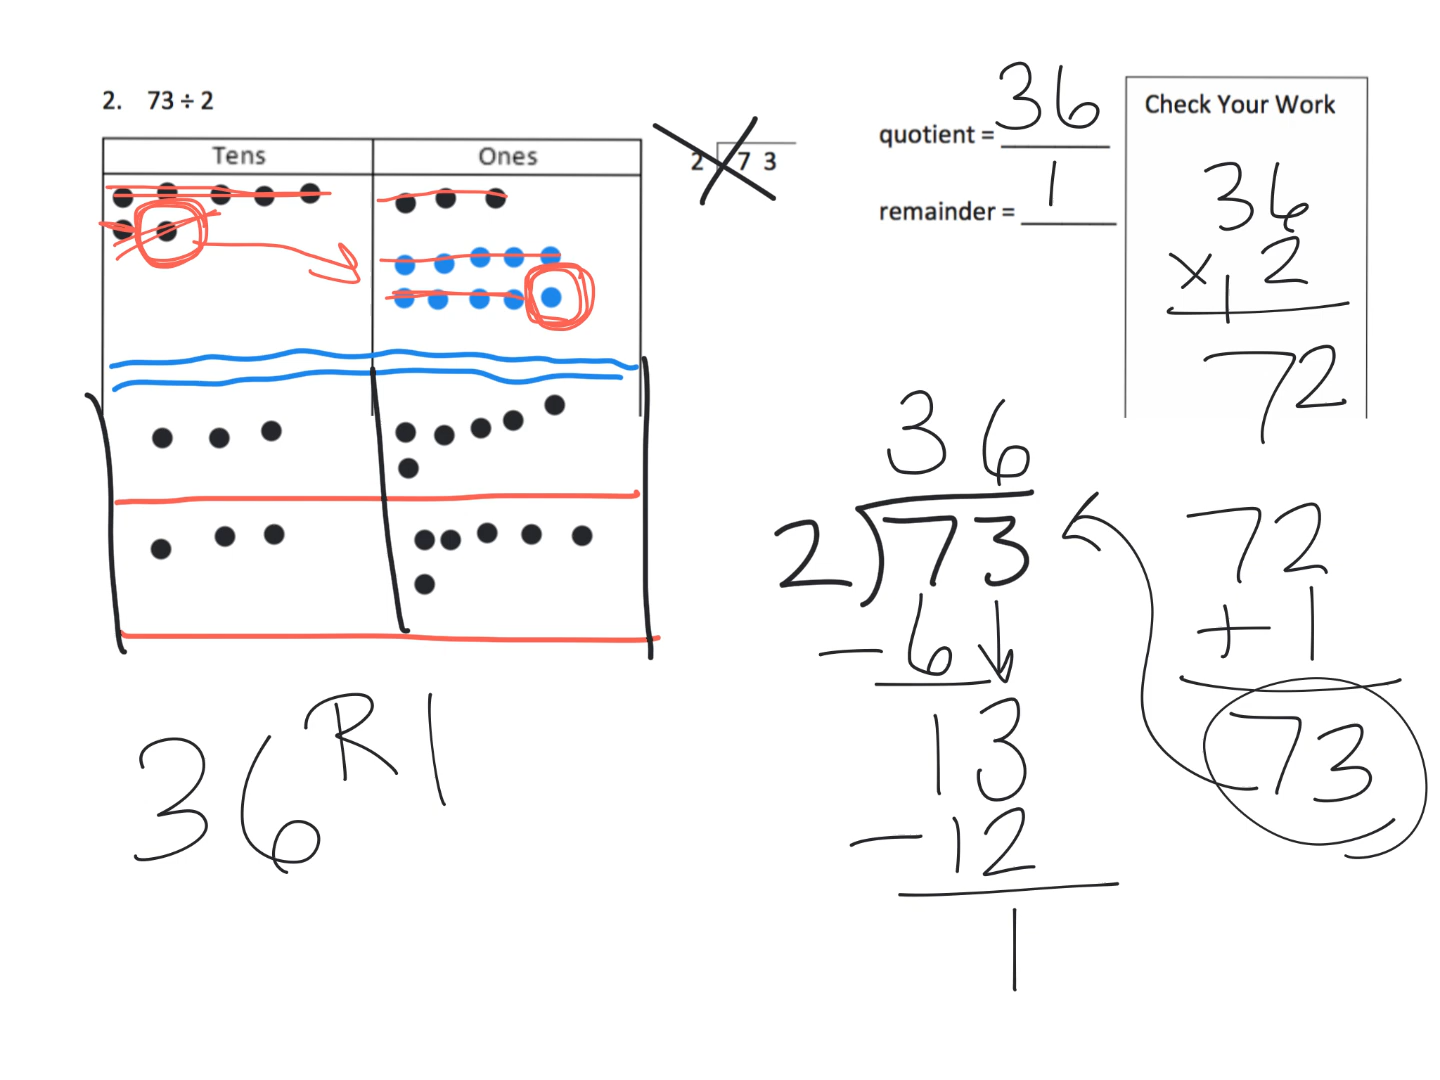 2. 73 ÷ 2
Tens Ones
2 7 3
quotient = 36
remainder = 1
Check Your Work
36
× 2
1
72
72
+ 1
73
36
2 73
- 6
13
- 12
1
36 R1